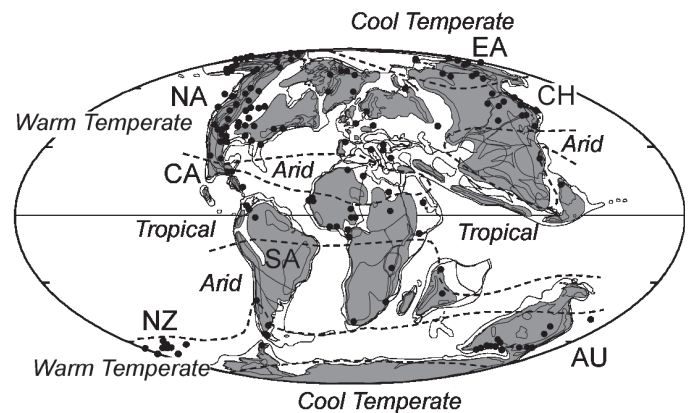 Cool Temperate
EA
NA
CH
Warm Temperate
Arid
Arid
CA
Tropical
Tropical
SA
Arid
NZ
Warm Temperate
AU
Cool Temperate